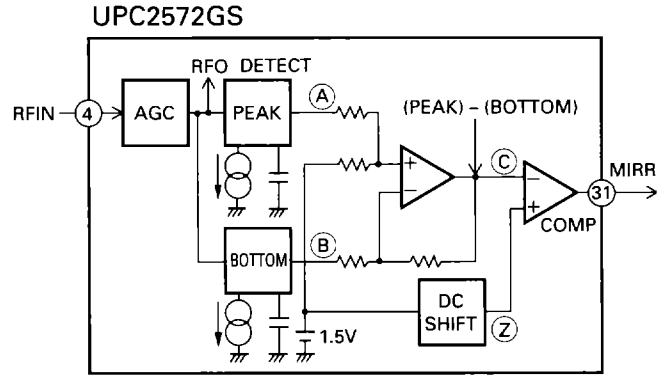 UPC2572GS
RFO DETECT
RFIN
4
AGC
PEAK
A
(PEAK) – (BOTTOM)
+
−
C
−
+
COMP
31
MIRR
B
BOTTOM
DC
SHIFT
Z
1.5V